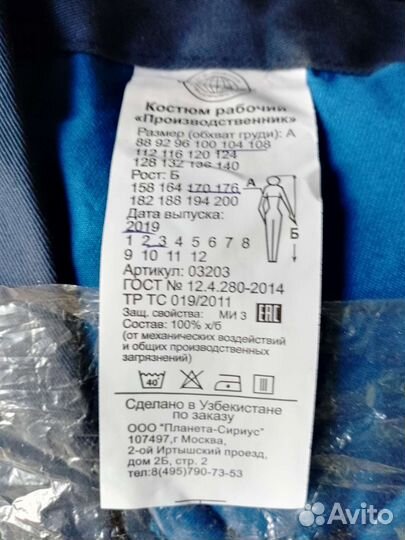 Костюм рабочий
«Производственник»
Размер (обхват груди): А
88 92 96 100 104 108
112 116 120 124
128 132 136 140
Рост: Б
158 164 170 176
182 188 194 200
Дата выпуска:
2019
1 2 3 4 5 6 7 8
9 10 11 12
Артикул: 03203
ГОСТ № 12.4.280-2014
ТР ТС 019/2011
Защ. свойства: МИ З
Состав: 100% х/б
(от механических воздействий
и общих производственных
загрязнений)
А
Б
EAC
40
Сделано в Узбекистане
по заказу
ООО "Планета-Сириус"
107497,г Москва,
2-ой Иртышский проезд,
дом 2Б, стр. 2
тел:8(495)790-73-53
Avito